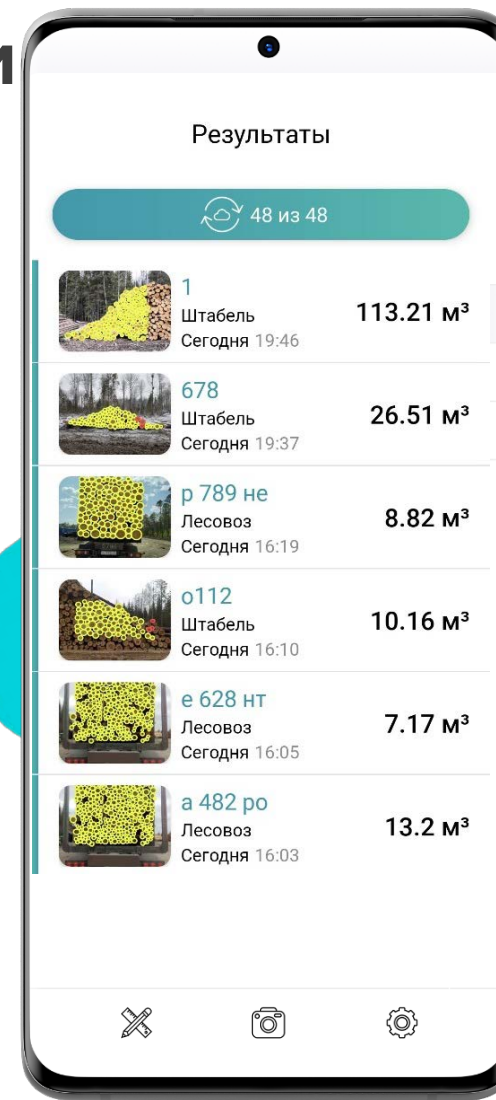 и
Результаты
48 из 48
1
Штабель
Сегодня 19:46
113.21 м³
678
Штабель
Сегодня 19:37
26.51 м³
р 789 не
Лесовоз
Сегодня 16:19
8.82 м³
о112
Штабель
Сегодня 16:10
10.16 м³
е 628 нт
Лесовоз
Сегодня 16:05
7.17 м³
а 482 ро
Лесовоз
Сегодня 16:03
13.2 м³